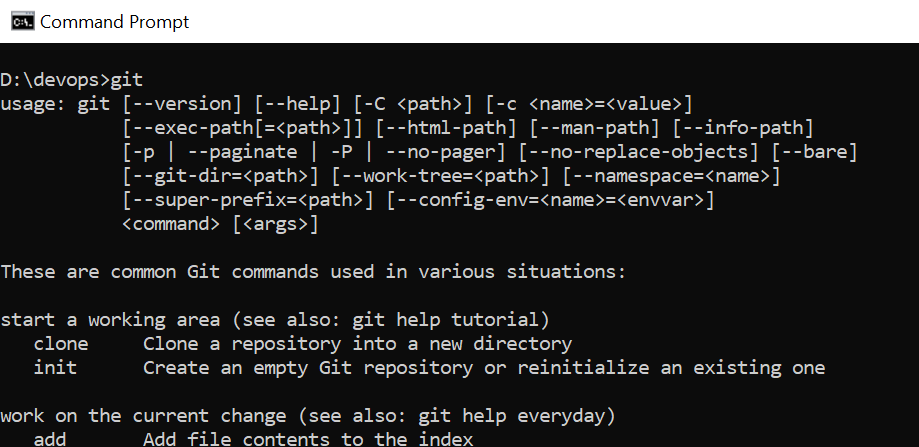 Command Prompt
D:\devops>git
usage: git [--version] [--help] [-C <path>] [-c <name>=<value>]
           [--exec-path[=<path>]] [--html-path] [--man-path] [--info-path]
           [-p | --paginate | -P | --no-pager] [--no-replace-objects] [--bare]
           [--git-dir=<path>] [--work-tree=<path>] [--namespace=<name>]
           [--super-prefix=<path>] [--config-env=<name>=<envvar>]
           <command> [<args>]
These are common Git commands used in various situations:
start a working area (see also: git help tutorial)
   clone     Clone a repository into a new directory
   init      Create an empty Git repository or reinitialize an existing one
work on the current change (see also: git help everyday)
   add       Add file contents to the index